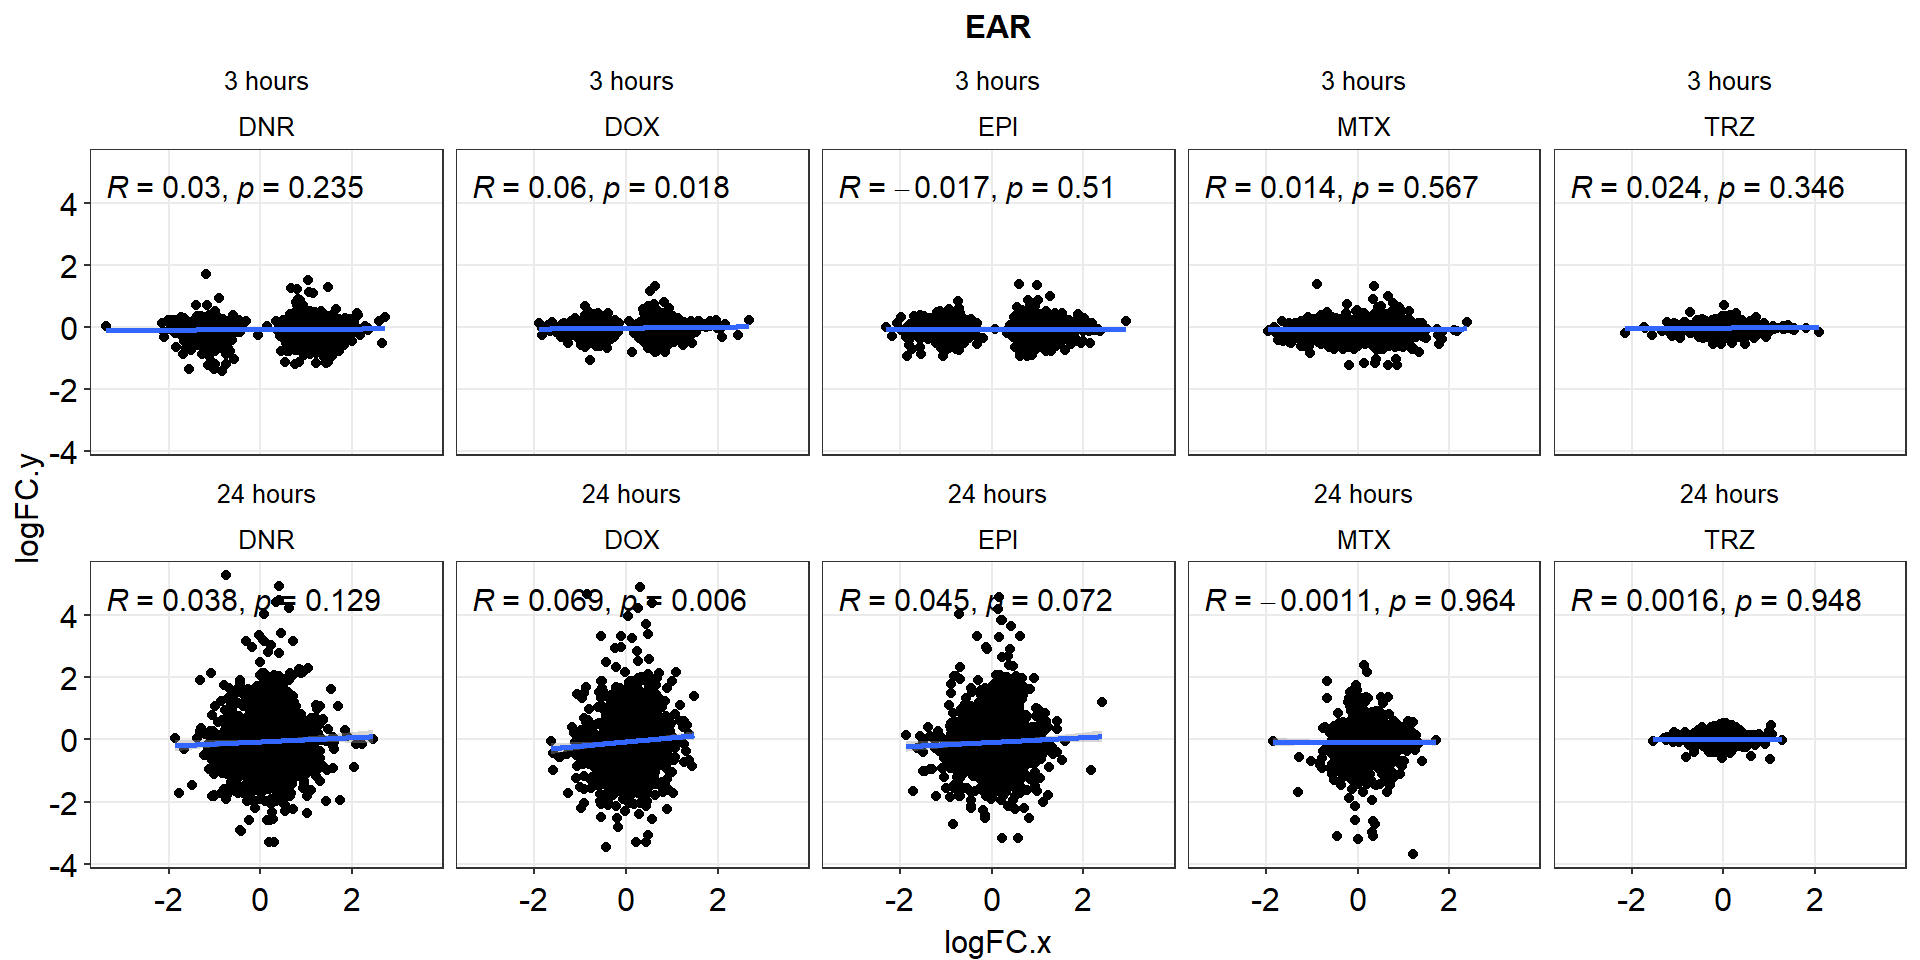 EAR
3 hours 3 hours 3 hours 3 hours 3 hours
DNR DOX EPI MTX TRZ
R = 0.03, p = 0.235 R = 0.06, p = 0.018 R = −0.017, p = 0.51 R = 0.014, p = 0.567 R = 0.024, p = 0.346
4
2
0
-2
-4
logFC.y
24 hours 24 hours 24 hours 24 hours 24 hours
DNR DOX EPI MTX TRZ
R = 0.038, p = 0.129 R = 0.069, p = 0.006 R = 0.045, p = 0.072 R = −0.0011, p = 0.964 R = 0.0016, p = 0.948
4
2
0
-2
-4
-2 0 2 -2 0 2 -2 0 2 -2 0 2 -2 0 2
logFC.x